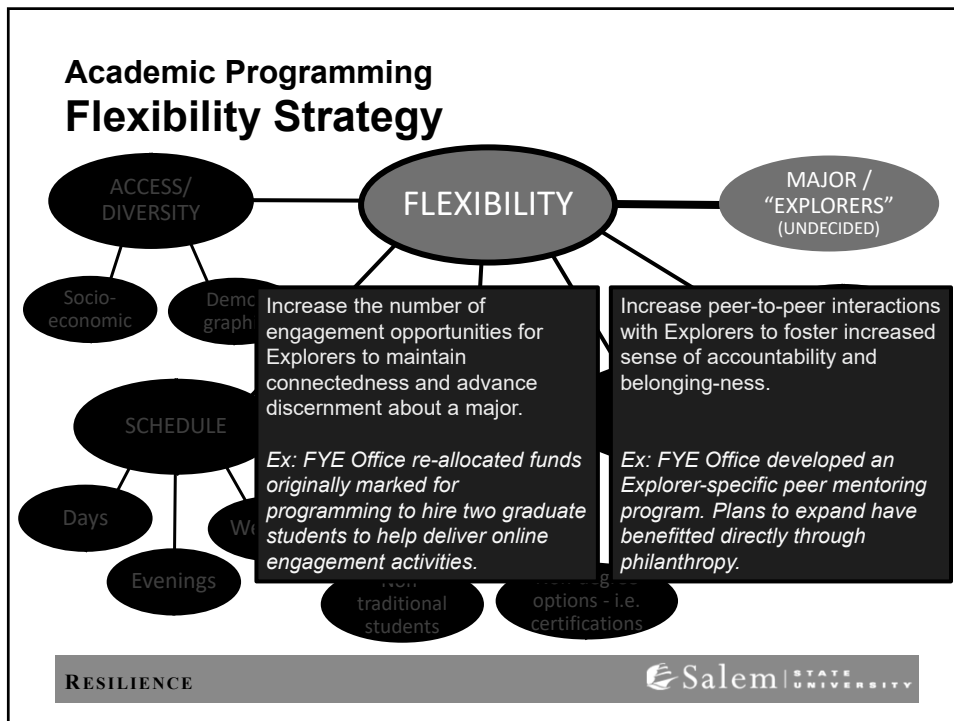 Academic Programming
Flexibility Strategy
ACCESS/
DIVERSITY
FLEXIBILITY
MAJOR /
“EXPLORERS”
(UNDECIDED)
Socio-
economic
SCHEDULE
Days
Evenings
Increase the number of
engagement opportunities for
Explorers to maintain
connectedness and advance
discernment about a major.
Ex: FYE Office re-allocated funds
originally marked for
programming to hire two graduate
students to help deliver online
engagement activities.
Increase peer-to-peer interactions
with Explorers to foster increased
sense of accountability and
belonging-ness.
Ex: FYE Office developed an
Explorer-specific peer mentoring
program. Plans to expand have
benefitted directly through
philanthropy.
traditional
students
options - i.e.
certifications
RESILIENCE
Salem STATE
UNIVERSITY